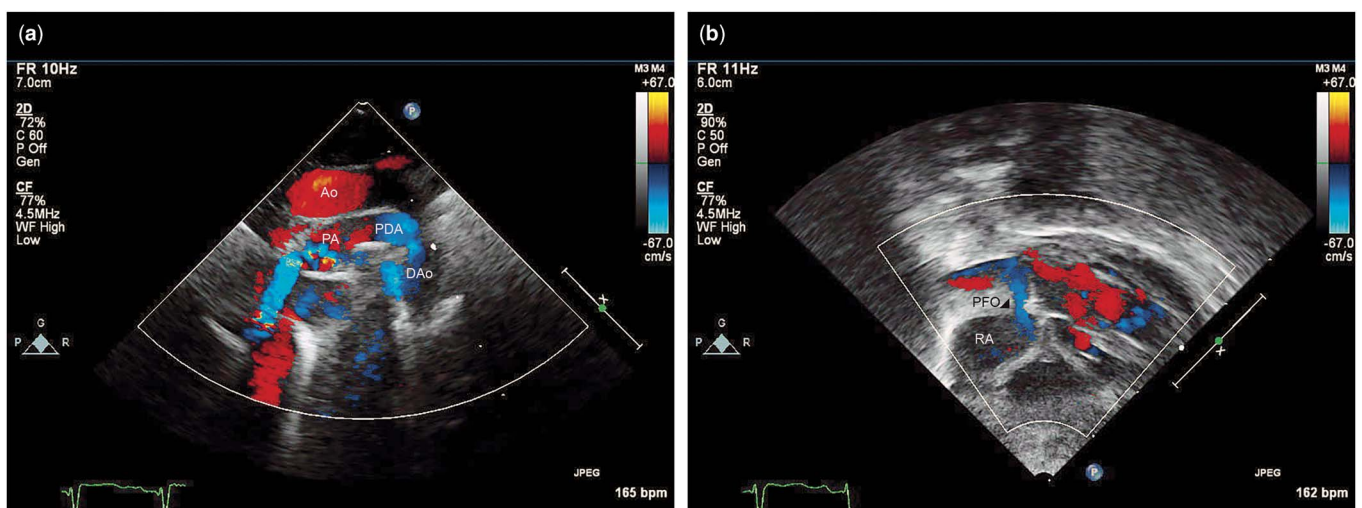 (a)
FR 10Hz
7.0cm
2D
72%
C 60
P Off
Gen
CF
77%
4.5MHz
WF High
Low
P
M3 M4
+67.0
-67.0
cm/s
Ao
PA
PDA
DAo
G
P R
x
JPEG
165 bpm
(b)
FR 11Hz
6.0cm
2D
90%
C 50
P Off
Gen
CF
77%
4.5MHz
WF High
Low
M3 M4
+67.0
-67.0
cm/s
PFO
RA
G
P R
x
P
JPEG
162 bpm